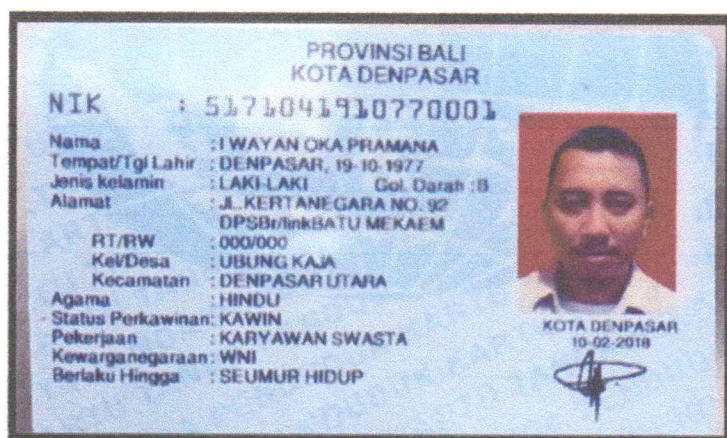 PROVINSI BALI
KOTA DENPASAR
NIK : 5171041910770001
Nama : I WAYAN OKA PRAMANA
Tempat/Tgl Lahir : DENPASAR, 19-10-1977
Jenis kelamin : LAKI-LAKI Gol. Darah : B
Alamat : JL. KERTANEGARA NO. 92
DPSBr/linkBATU MEKAEM
RT/RW : 000/000
Kel/Desa : UBUNG KAJA
Kecamatan : DENPASAR UTARA
Agama : HINDU
Status Perkawinan: KAWIN
Pekerjaan : KARYAWAN SWASTA
Kewarganegaraan: WNI
Berlaku Hingga : SEUMUR HIDUP
KOTA DENPASAR
10-02-2018